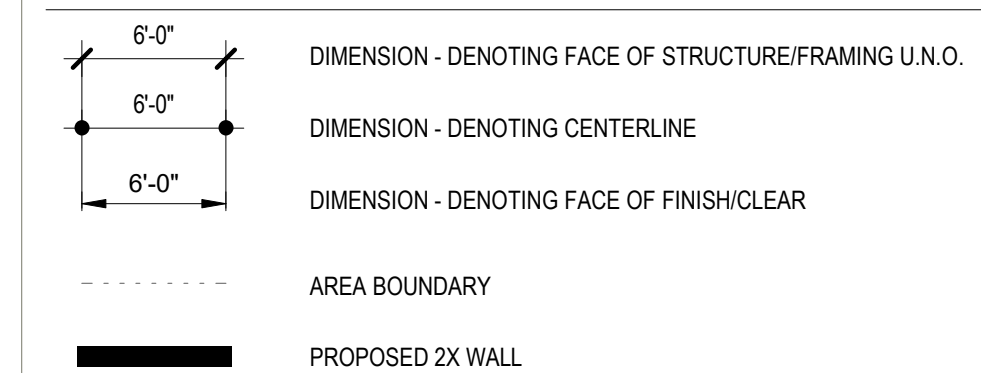 6'-0" DIMENSION - DENOTING FACE OF STRUCTURE/FRAMING U.N.O.
6'-0" DIMENSION - DENOTING CENTERLINE
6'-0" DIMENSION - DENOTING FACE OF FINISH/CLEAR
AREA BOUNDARY
PROPOSED 2X WALL